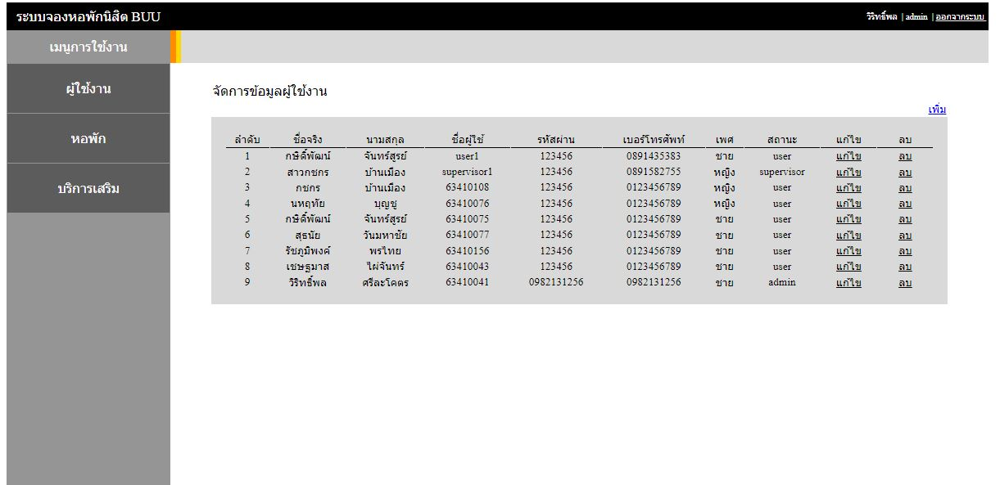 ระบบจองหอพักนิสิต BUU
วิริทธิ์พล | admin | ออกจากระบบ
เมนูการใช้งาน
ผู้ใช้งาน
หอพัก
บริการเสริม
จัดการข้อมูลผู้ใช้งาน
เพิ่ม
ลำดับ ชื่อจริง นามสกุล ชื่อผู้ใช้ รหัสผ่าน เบอร์โทรศัพท์ เพศ สถานะ แก้ไข ลบ
1 กษิดิ์พัฒน์ จันทร์สูรย์ user1 123456 0891435383 ชาย user แก้ไข ลบ
2 สาวกชกร บ้านเมือง supervisor1 123456 0891582755 หญิง supervisor แก้ไข ลบ
3 กชกร บ้านเมือง 63410108 123456 0123456789 หญิง user แก้ไข ลบ
4 นหฤทัย บุญชู 63410076 123456 0123456789 หญิง user แก้ไข ลบ
5 กษิดิ์พัฒน์ จันทร์สูรย์ 63410075 123456 0123456789 ชาย user แก้ไข ลบ
6 สุธนัย วันมหาชัย 63410077 123456 0123456789 ชาย user แก้ไข ลบ
7 รัชภูมิพงค์ พรไทย 63410156 123456 0123456789 ชาย user แก้ไข ลบ
8 เชษฐมาส ไผ่จันทร์ 63410043 123456 0123456789 ชาย user แก้ไข ลบ
9 วิริทธิ์พล ศรีละโคตร 63410041 0982131256 0982131256 ชาย admin แก้ไข ลบ